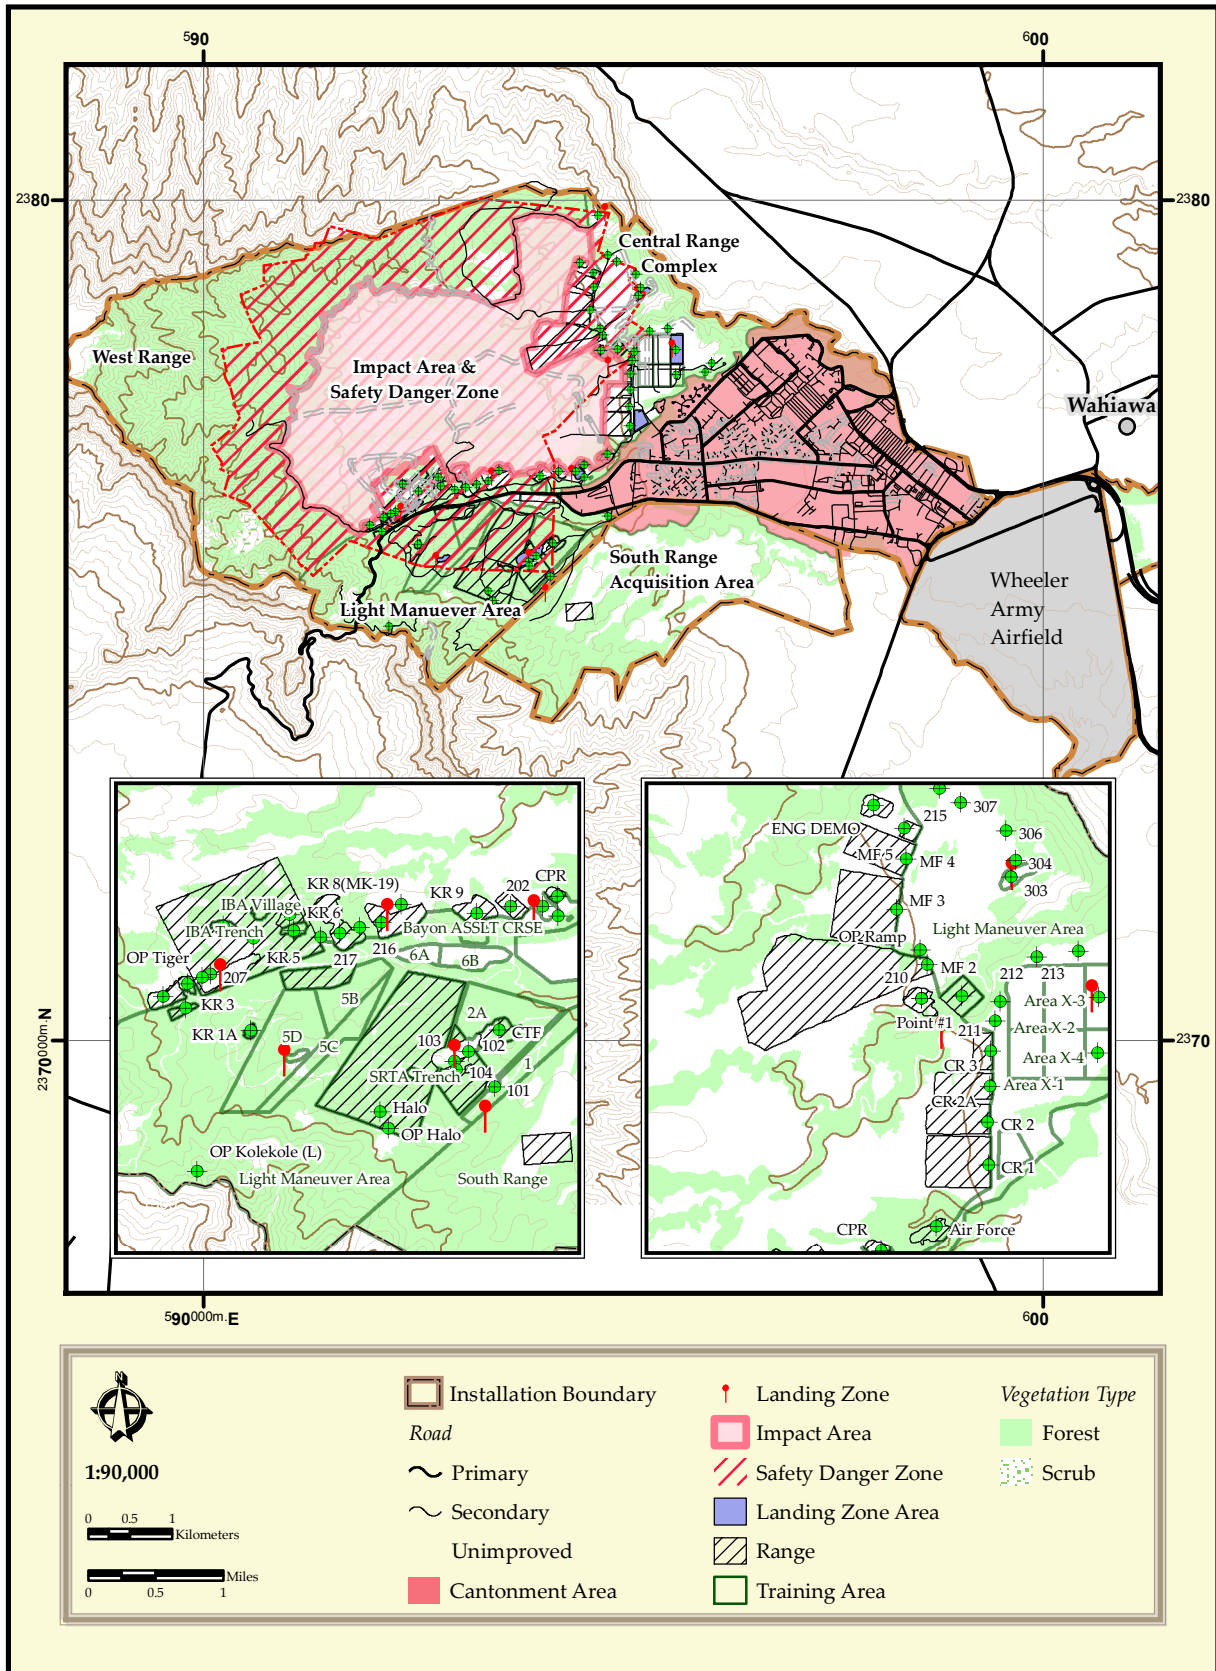 590
600
2380
2380
Central Range
Complex
West Range
Impact Area &
Safety Danger Zone
Wahiawa
South Range
Acquisition Area
Wheeler
Army
Airfield
Light Manuever Area
KR 8(MK-19)
KR 9
202
CPR
IBA Village
KR 6
IBA Trench
Bayon ASSLT CRSE
OP Tiger
KR 5
217
216
6A
6B
207
KR 3
5B
2A
KR 1A
5D
5C
103
102
CTF
SRTA Trench
104
1
101
Halo
OP Halo
OP Kolekole (L)
Light Maneuver Area
South Range
307
ENG DEMO
215
306
MF 5
MF 4
304
303
MF 3
Light Maneuver Area
OP Ramp
MF 2
210
212
213
Area X-3
Point #1
211
Area X-2
CR 3
Area X-4
Area X-1
CR 2A
CR 2
CR 1
CPR
Air Force
2370000m. N
2370
590000m. E
600
N
1:90,000
0 0.5 1
Kilometers
Miles
0 0.5 1
Installation Boundary
Road
Primary
Secondary
Unimproved
Cantonment Area
Landing Zone
Impact Area
Safety Danger Zone
Landing Zone Area
Range
Training Area
Vegetation Type
Forest
Scrub